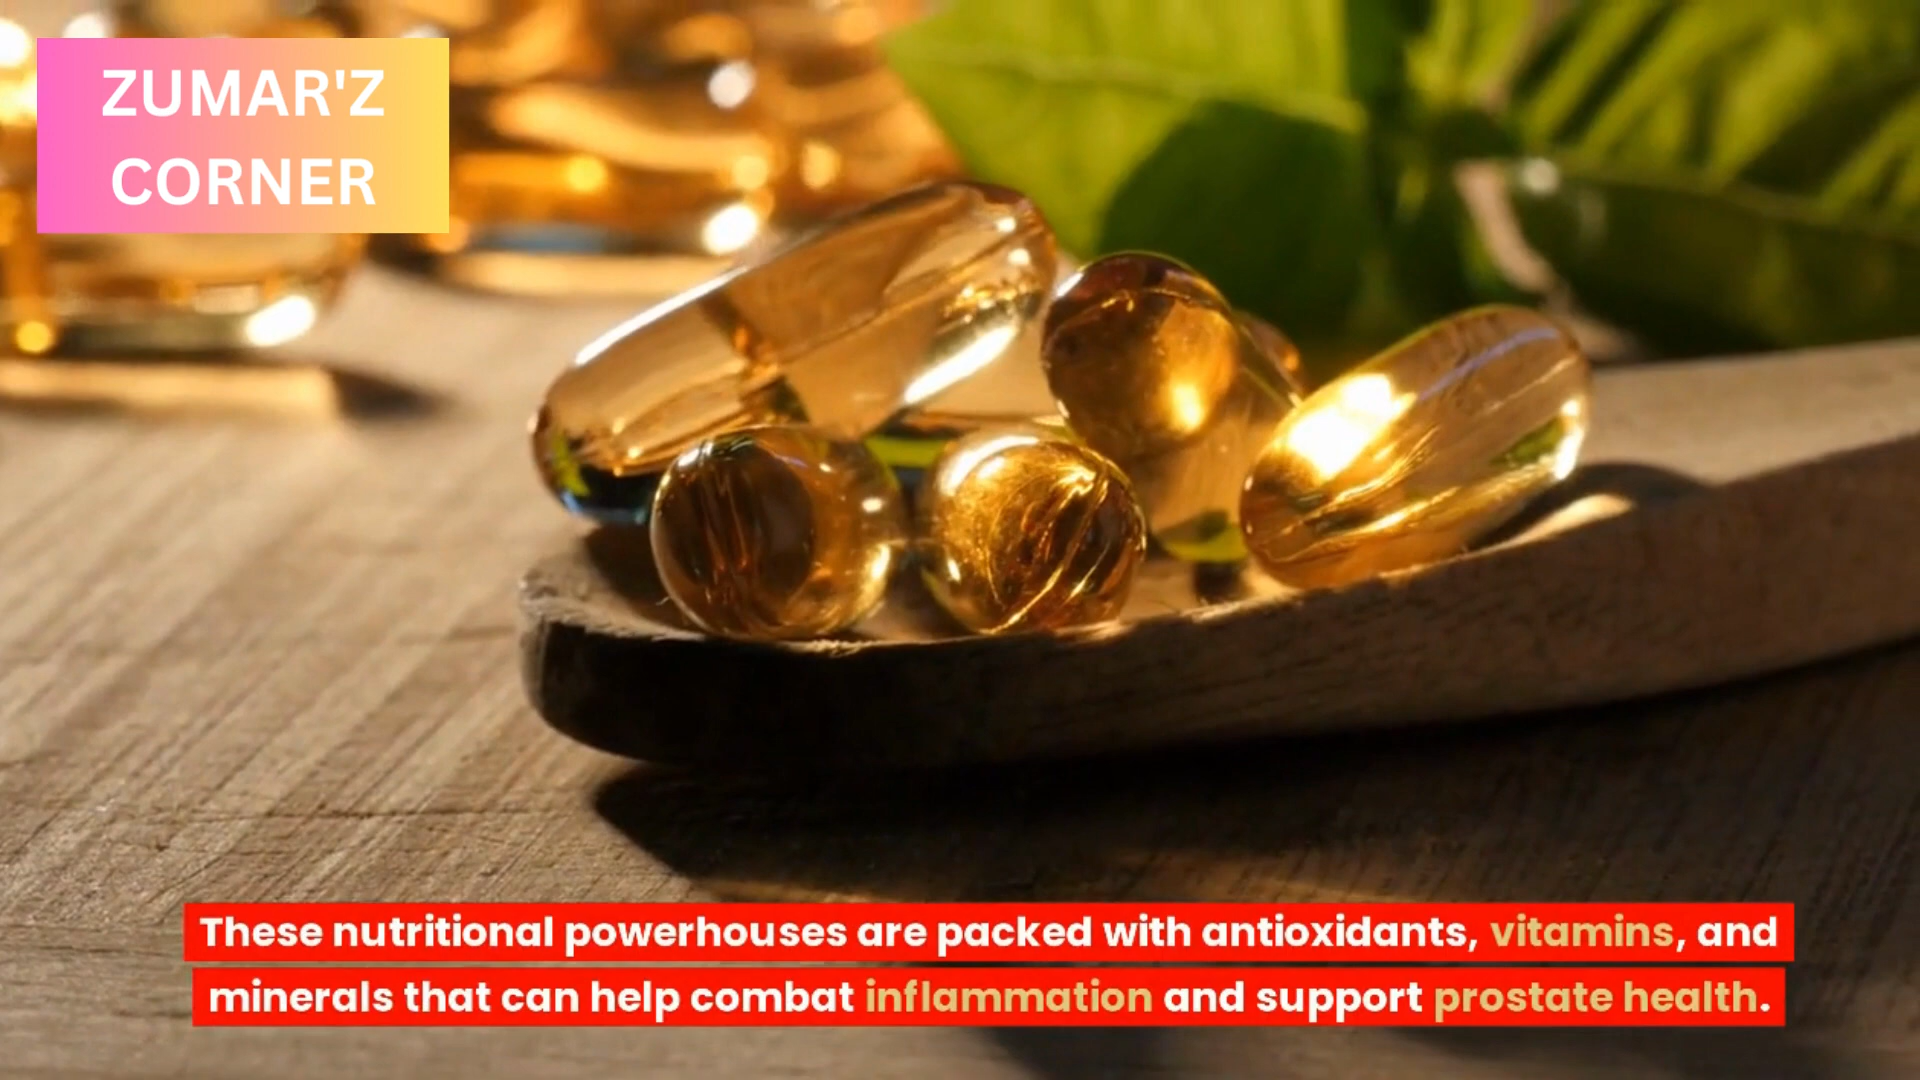 ZUMAR'Z
CORNER
These nutritional powerhouses are packed with antioxidants, vitamins, and
minerals that can help combat inflammation and support prostate health.